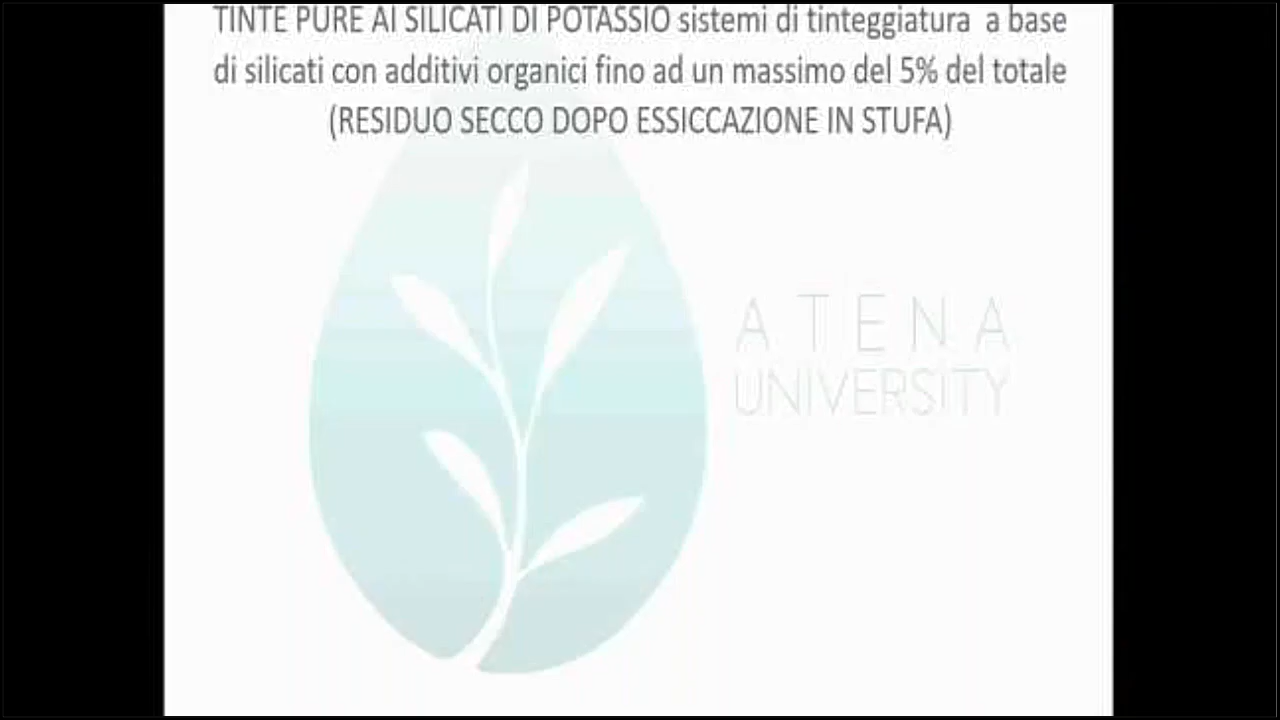 TINTE PURE AI SILICATI DI POTASSIO sistemi di tinteggiatura a base
di silicati con additivi organici fino ad un massimo del 5% del totale
(RESIDUO SECCO DOPO ESSICCAZIONE IN STUFA)
ATENA
UNIVERSITY